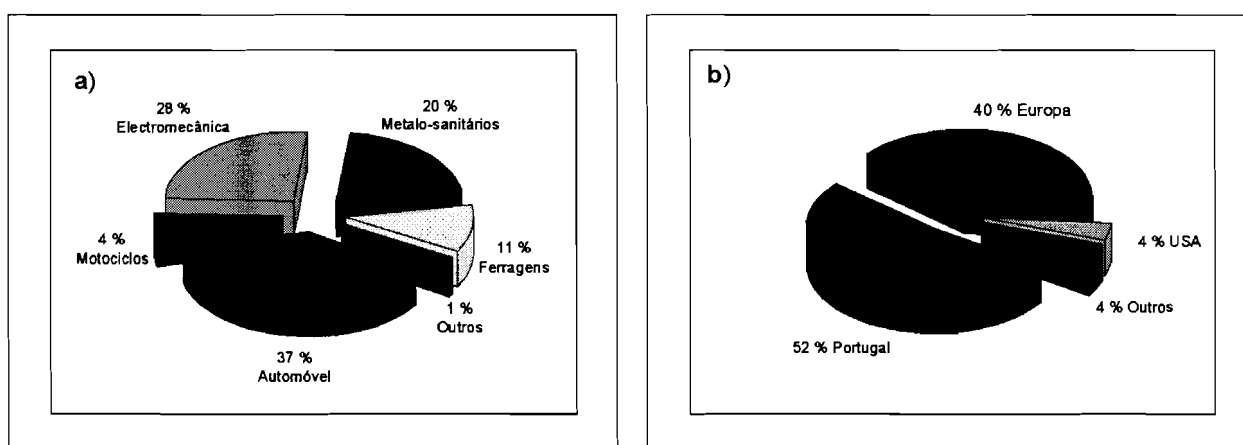 a)
28 %
Electromecânica
20 %
Metalo-sanitários
4 %
Motociclos
11 %
Ferragens
1 %
Outros
37 %
Automóvel
b)
40 % Europa
4 % USA
4 % Outros
52 % Portugal